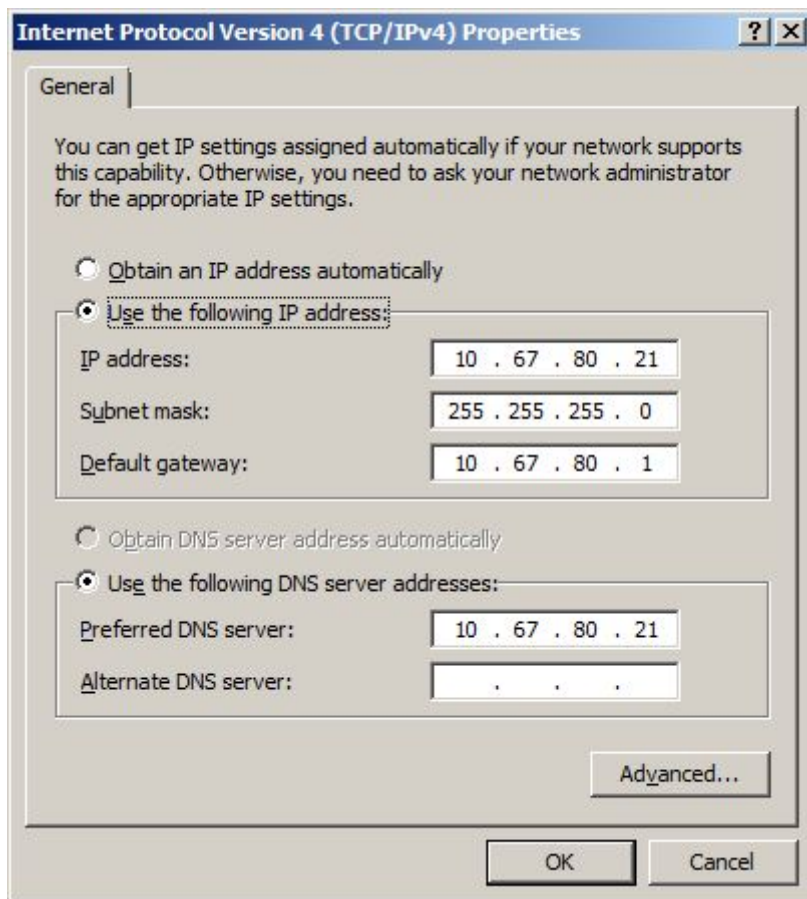 Internet Protocol Version 4 (TCP/IPv4) Properties
General
You can get IP settings assigned automatically if your network supports
this capability. Otherwise, you need to ask your network administrator
for the appropriate IP settings.
Obtain an IP address automatically
Use the following IP address:
IP address: 10 . 67 . 80 . 21
Subnet mask: 255 . 255 . 255 . 0
Default gateway: 10 . 67 . 80 . 1
Obtain DNS server address automatically
Use the following DNS server addresses:
Preferred DNS server: 10 . 67 . 80 . 21
Alternate DNS server: . . .
Advanced...
OK Cancel